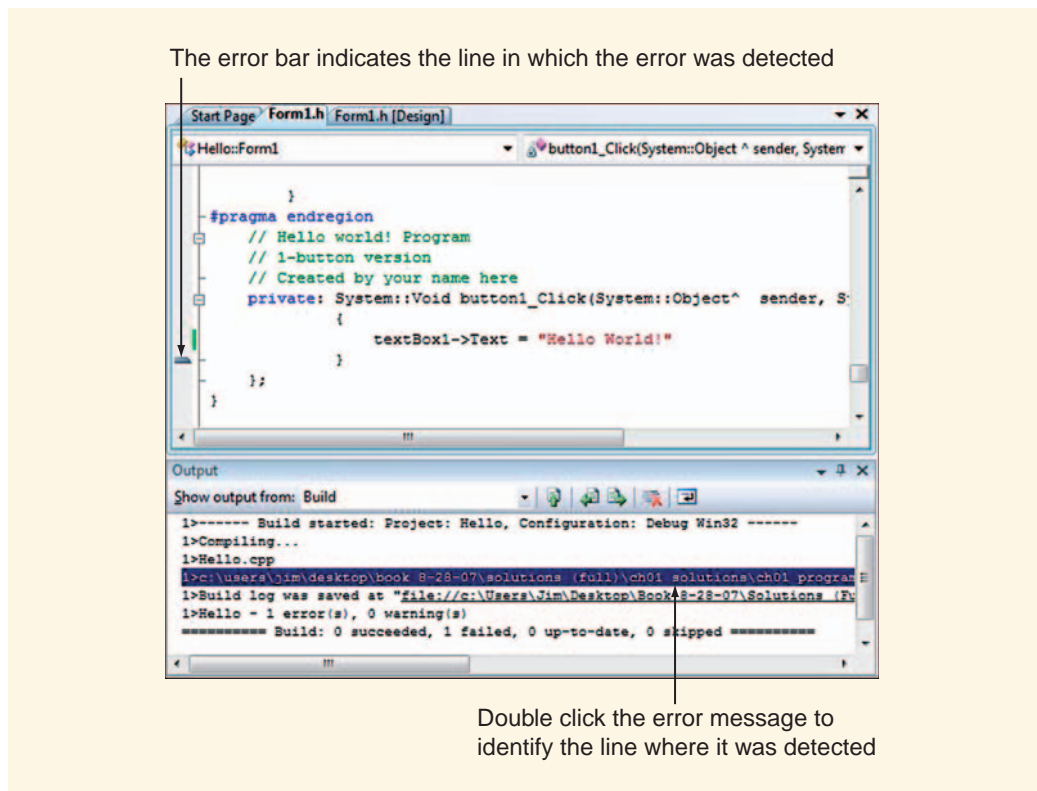 The error bar indicates the line in which the error was detected
Start Page Form1.h Form1.h [Design]
Hello::Form1 button1_Click(System::Object ^ sender, System
}
#pragma endregion
// Hello world! Program
// 1-button version
// Created by your name here
private: System::Void button1_Click(System::Object^ sender, S
{
textBox1->Text = "Hello World!"
}
};
}
Output
Show output from: Build
1>------ Build started: Project: Hello, Configuration: Debug Win32 ------
1>Compiling...
1>Hello.cpp
1>c:\users\jim\desktop\book 8-28-07\solutions (full)\ch01 solutions\ch01 program
1>Build log was saved at "file://c:\Users\Jim\Desktop\Book 8-28-07\Solutions (Fu
1>Hello - 1 error(s), 0 warning(s)
========== Build: 0 succeeded, 1 failed, 0 up-to-date, 0 skipped ==========
Double click the error message to
identify the line where it was detected